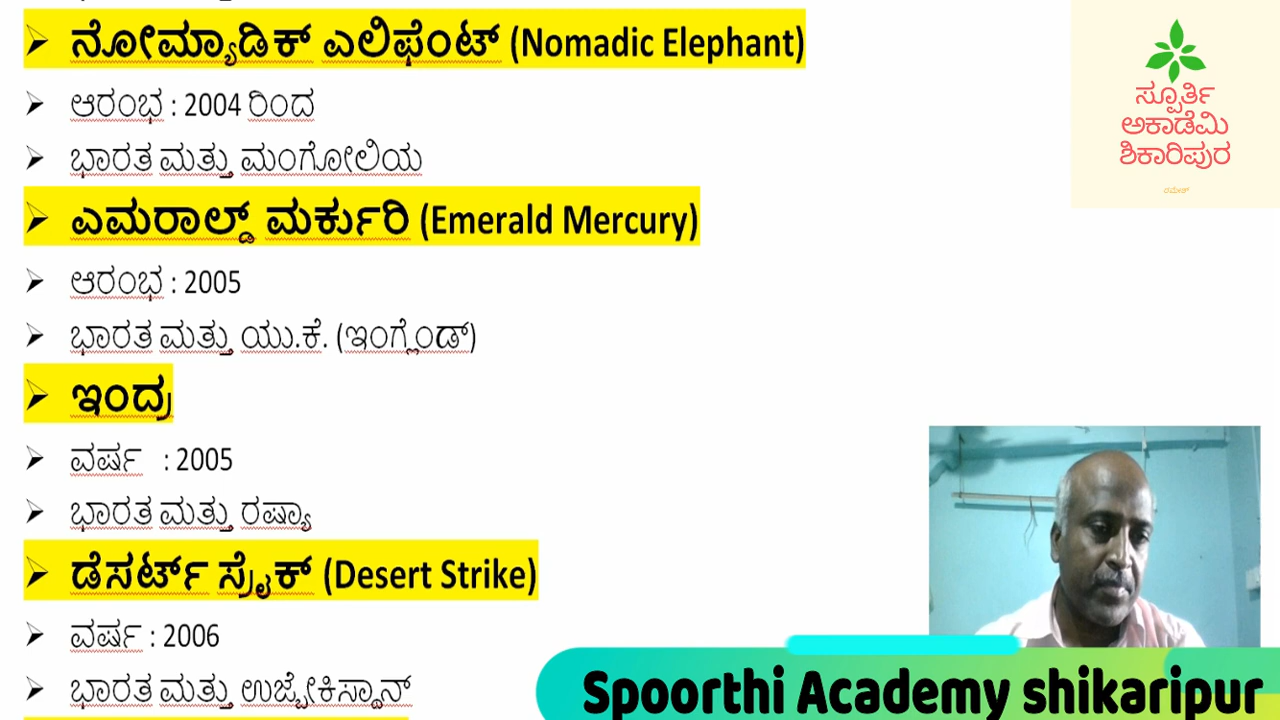 ನೋಮ್ಯಾಡಿಕ್ ಎಲಿಫೆಂಟ್ (Nomadic Elephant)
ಆರಂಭ : 2004 ರಿಂದ
ಭಾರತ ಮತ್ತು ಮಂಗೋಲಿಯ
ಎಮರಾಲ್ಡ್ ಮರ್ಕುರಿ (Emerald Mercury)
ಆರಂಭ : 2005
ಭಾರತ ಮತ್ತು ಯು.ಕೆ. (ಇಂಗ್ಲೆಂಡ್)
ಇಂದ್ರ
ವರ್ಷ : 2005
ಭಾರತ ಮತ್ತು ರಷ್ಯಾ
ಡೆಸರ್ಟ್ ಸ್ರೈಕ್ (Desert Strike)
ವರ್ಷ : 2006
ಭಾರತ ಮತ್ತು ಉಜ್ಬೇಕಿಸ್ಥಾನ್
ಸ್ಪೂರ್ತಿ
ಅಕಾಡೆಮಿ
ಶಿಕಾರಿಪುರ
ರಮೇಶ್
Spoorthi Academy shikaripur